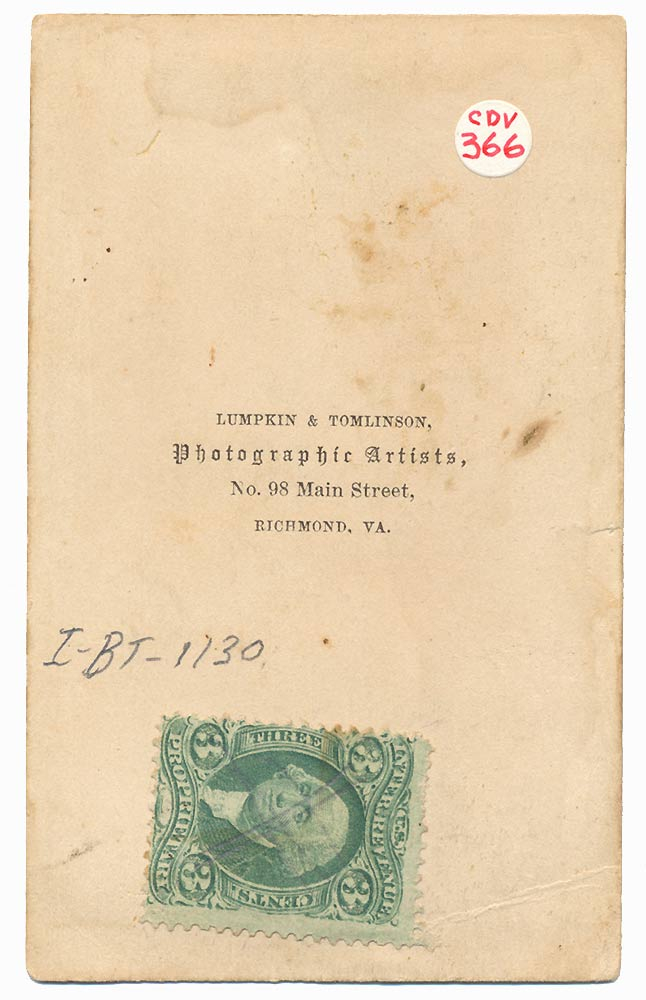 CDV
366
LUMPKIN & TOMLINSON,
Photographic Artists,
No. 98 Main Street,
RICHMOND, VA.
I-BT-1130
3 THREE 3
PROPRIETARY
U.S. INTER. REVENUE.
3 CENTS 3